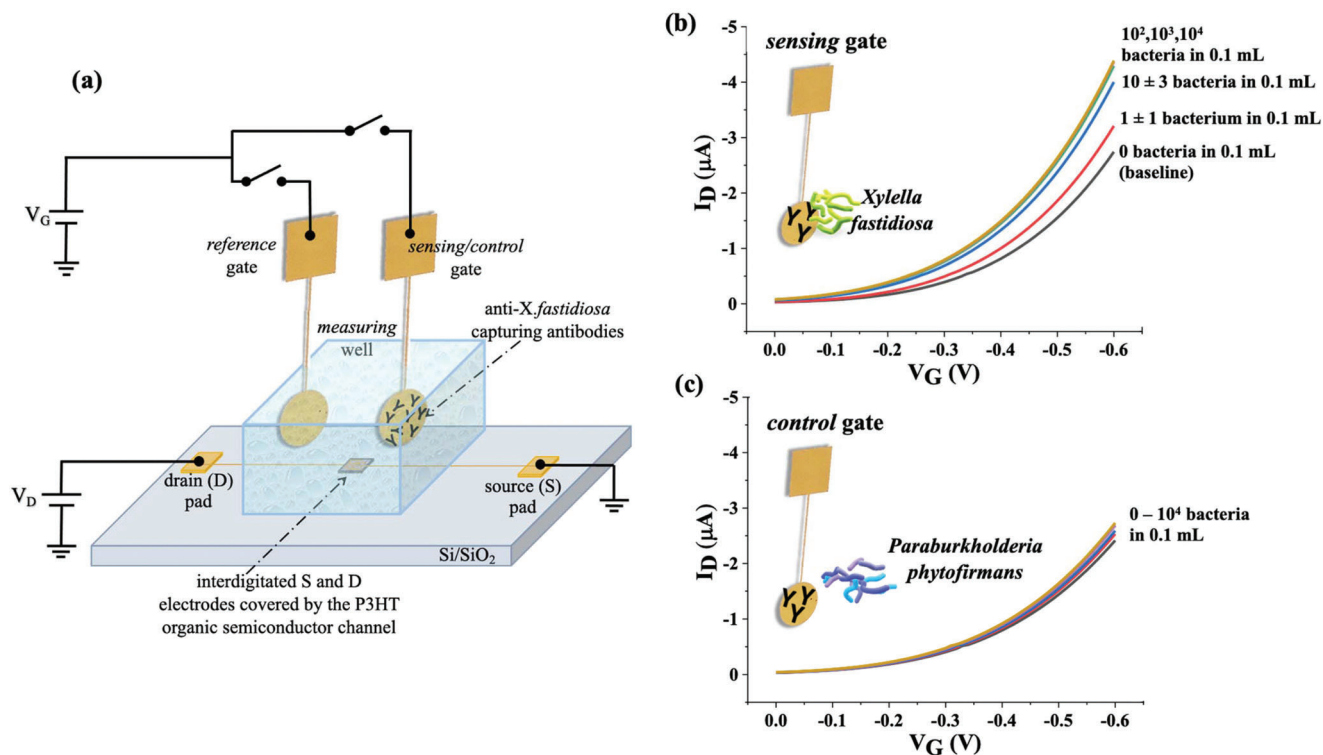 (a)
V_G
reference
gate
sensing/control
gate
measuring
well
anti-X.fastidiosa
capturing antibodies
V_D
drain (D)
pad
source (S)
pad
Si/SiO₂
interdigitated S and D
electrodes covered by the P3HT
organic semiconductor channel
(b)
I_D (μA)
-5
-4
-3
-2
-1
0
sensing gate
Xylella
fastidiosa
10²,10³,10⁴
bacteria in 0.1 mL
10 ± 3 bacteria in 0.1 mL
1 ± 1 bacterium in 0.1 mL
0 bacteria in 0.1 mL
(baseline)
0.0 -0.1 -0.2 -0.3 -0.4 -0.5 -0.6
V_G (V)
(c)
I_D (μA)
-5
-4
-3
-2
-1
0
control gate
Paraburkholderia
phytofirmans
0 – 10⁴ bacteria
in 0.1 mL
0.0 -0.1 -0.2 -0.3 -0.4 -0.5 -0.6
V_G (V)